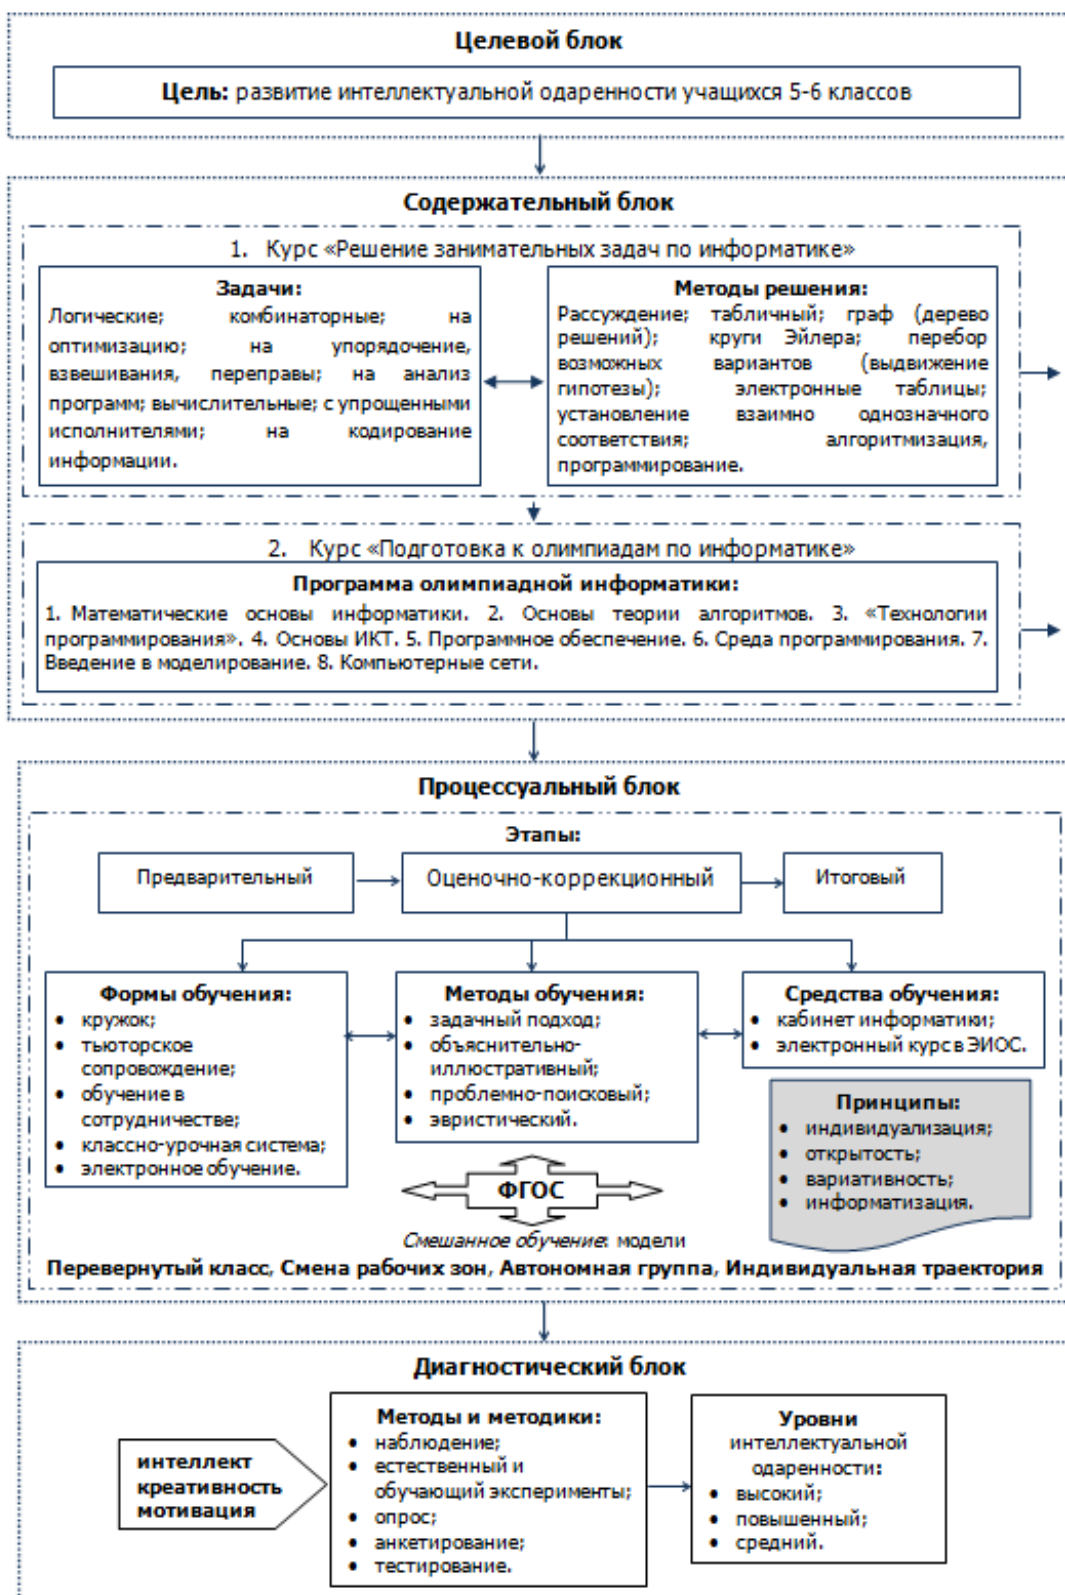 Целевой блок
Цель: развитие интеллектуальной одаренности учащихся 5-6 классов
Содержательный блок
1. Курс «Решение занимательных задач по информатике»
Задачи:
Логические; комбинаторные; на
оптимизацию; на упорядочение,
взвешивания, переправы; на анализ
программ; вычислительные; с упрощенными
исполнителями; на кодирование
информации.
Методы решения:
Рассуждение; табличный; граф (дерево
решений); круги Эйлера; перебор
возможных вариантов (выдвижение
гипотезы); электронные таблицы;
установление взаимно однозначного
соответствия; алгоритмизация,
программирование.
2. Курс «Подготовка к олимпиадам по информатике»
Программа олимпиадной информатики:
1. Математические основы информатики. 2. Основы теории алгоритмов. 3. «Технологии
программирования». 4. Основы ИКТ. 5. Программное обеспечение. 6. Среда программирования. 7.
Введение в моделирование. 8. Компьютерные сети.
Процессуальный блок
Этапы:
Предварительный
Оценочно-коррекционный
Итоговый
Формы обучения:
• кружок;
• тьюторское
сопровождение;
• обучение в
сотрудничестве;
• классно-урочная система;
• электронное обучение.
Методы обучения:
• задачный подход;
• объяснительно-
иллюстративный;
• проблемно-поисковый;
• эвристический.
Средства обучения:
• кабинет информатики;
• электронный курс в ЭИОС.
Принципы:
• индивидуализация;
• открытость;
• вариативность;
• информатизация.
ФГОС
Смешанное обучение: модели
Перевернутый класс, Смена рабочих зон, Автономная группа, Индивидуальная траектория
Диагностический блок
интеллект
креативность
мотивация
Методы и методики:
• наблюдение;
• естественный и
обучающий эксперименты;
• опрос;
• анкетирование;
• тестирование.
Уровни
интеллектуальной
одаренности:
• высокий;
• повышенный;
• средний.